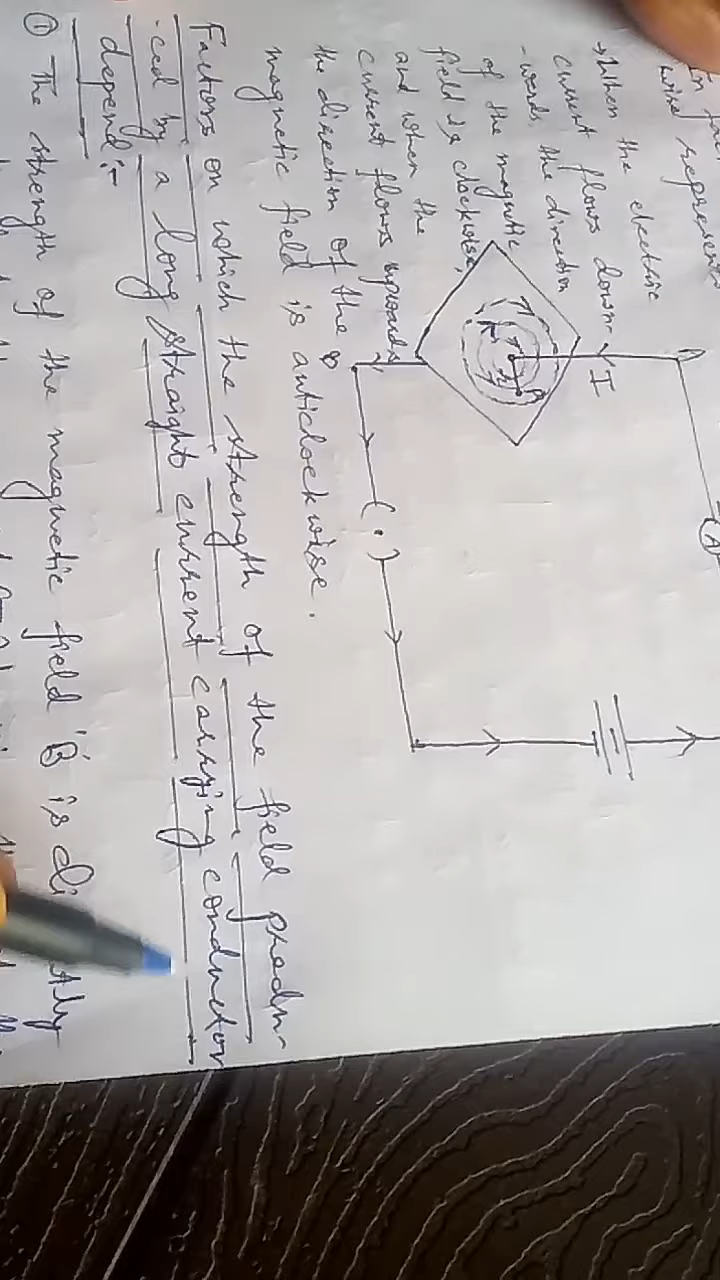 wire represents
→ When the electric
current flows down-
-wards the direction
of the magnetic
field is clockwise,
and when the
current flows upwards
the direction of the
magnetic field is anticlockwise.
I
A
(·)
Factors on which the strength of the field produ-
-ced by a long straight current carrying conductor
depend:-
① The strength of the magnetic field 'B' is